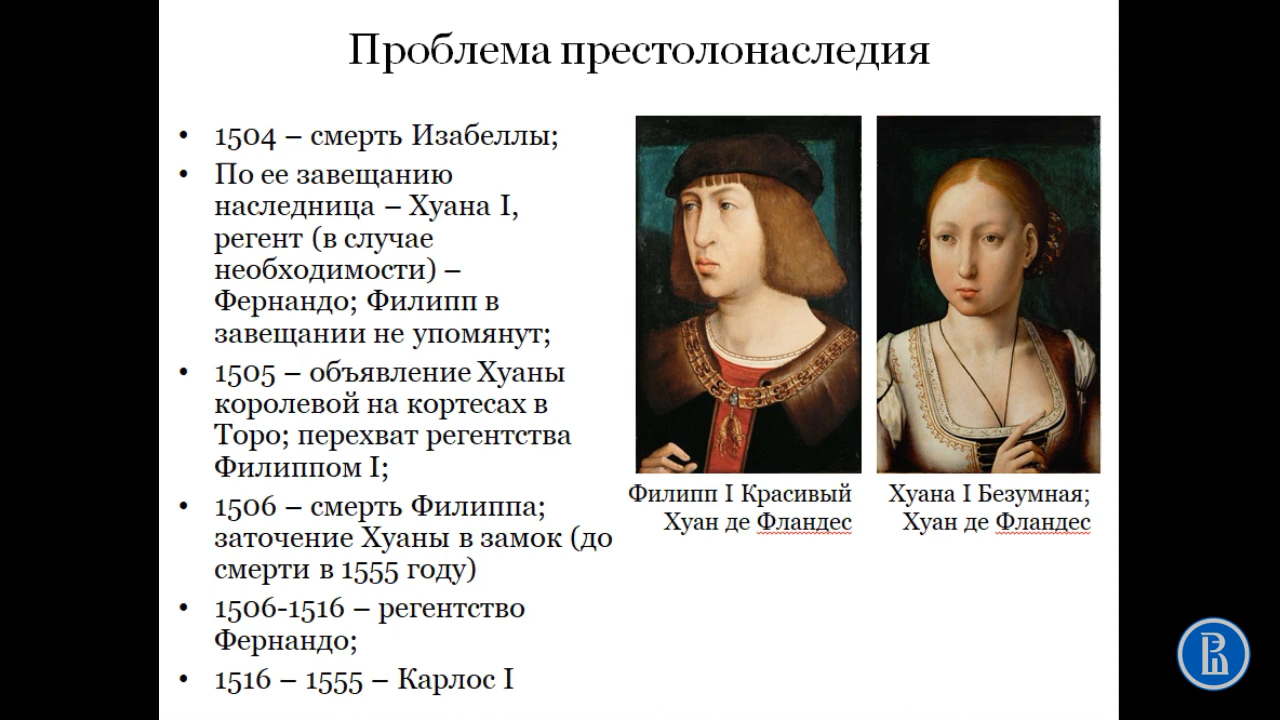 Проблема престолонаследия
• 1504 – смерть Изабеллы;
• По ее завещанию
наследница – Хуана I,
регент (в случае
необходимости) –
Фернандо; Филипп в
завещании не упомянут;
• 1505 – объявление Хуаны
королевой на кортесах в
Торо; перехват регентства
Филиппом I;
• 1506 – смерть Филиппа;
заточение Хуаны в замок (до
смерти в 1555 году)
• 1506-1516 – регентство
Фернандо;
• 1516 – 1555 – Карлос I
Филипп I Красивый
Хуан де Фландес
Хуана I Безумная;
Хуан де Фландес